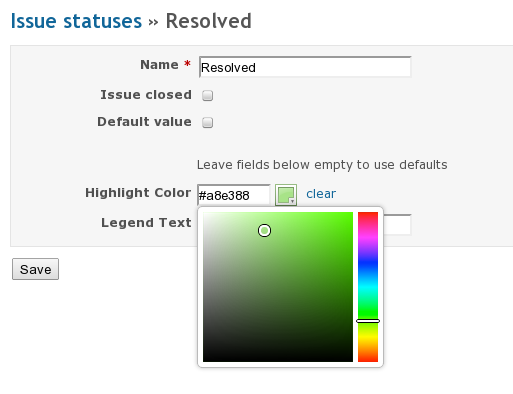 Issue statuses » Resolved
Name * Resolved
Issue closed
Default value
Leave fields below empty to use defaults
Highlight Color #a8e388 clear
Legend Text
Save